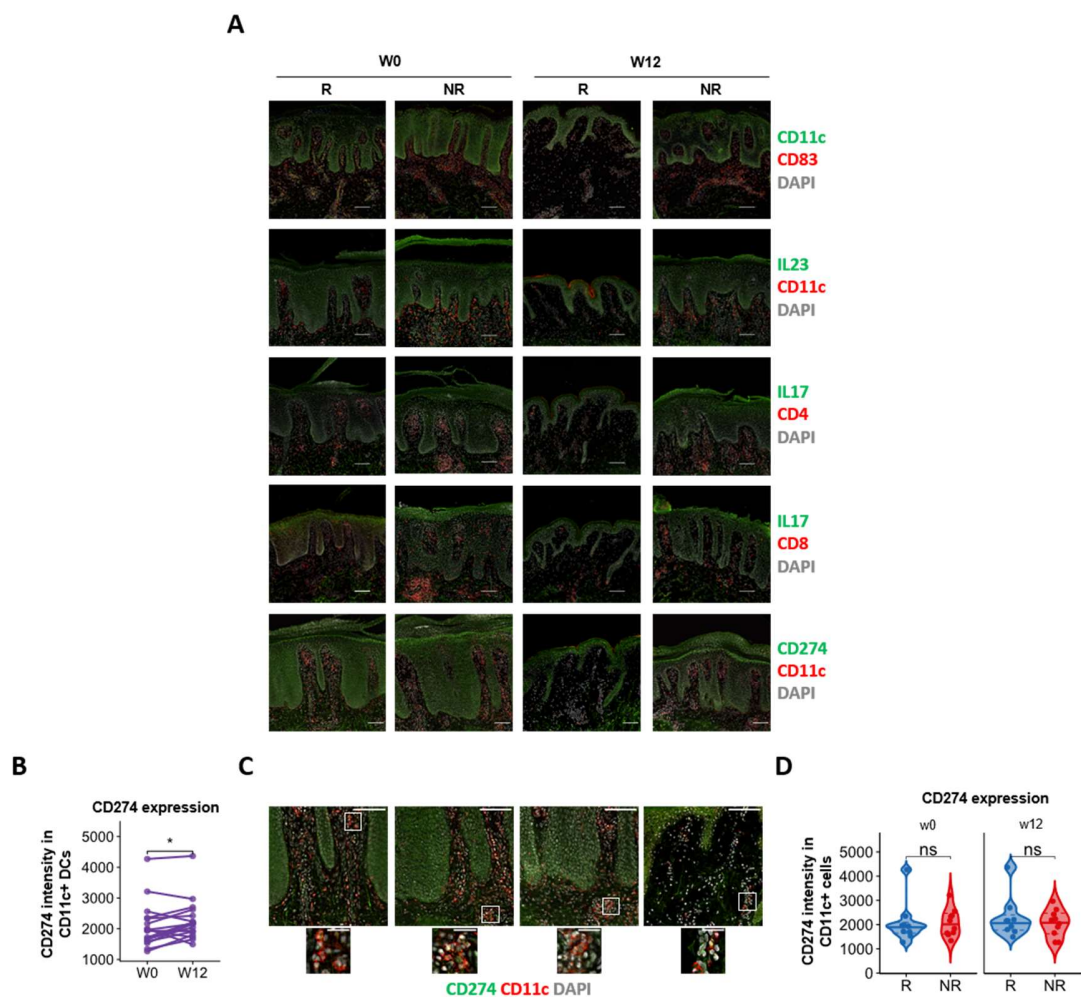 A
W0 W12
R NR R NR
CD11c
CD83
DAPI
IL23
CD11c
DAPI
IL17
CD4
DAPI
IL17
CD8
DAPI
CD274
CD11c
DAPI
B
CD274 expression
CD274 intensity in
CD11c+ DCs
5000
4000
3000
2000
1000
*
W0 W12
C
CD274 CD11c DAPI
D
CD274 expression
w0 w12
CD274 intensity in
CD11c+ cells
5000
4000
3000
2000
1000
0
ns ns
R NR R NR